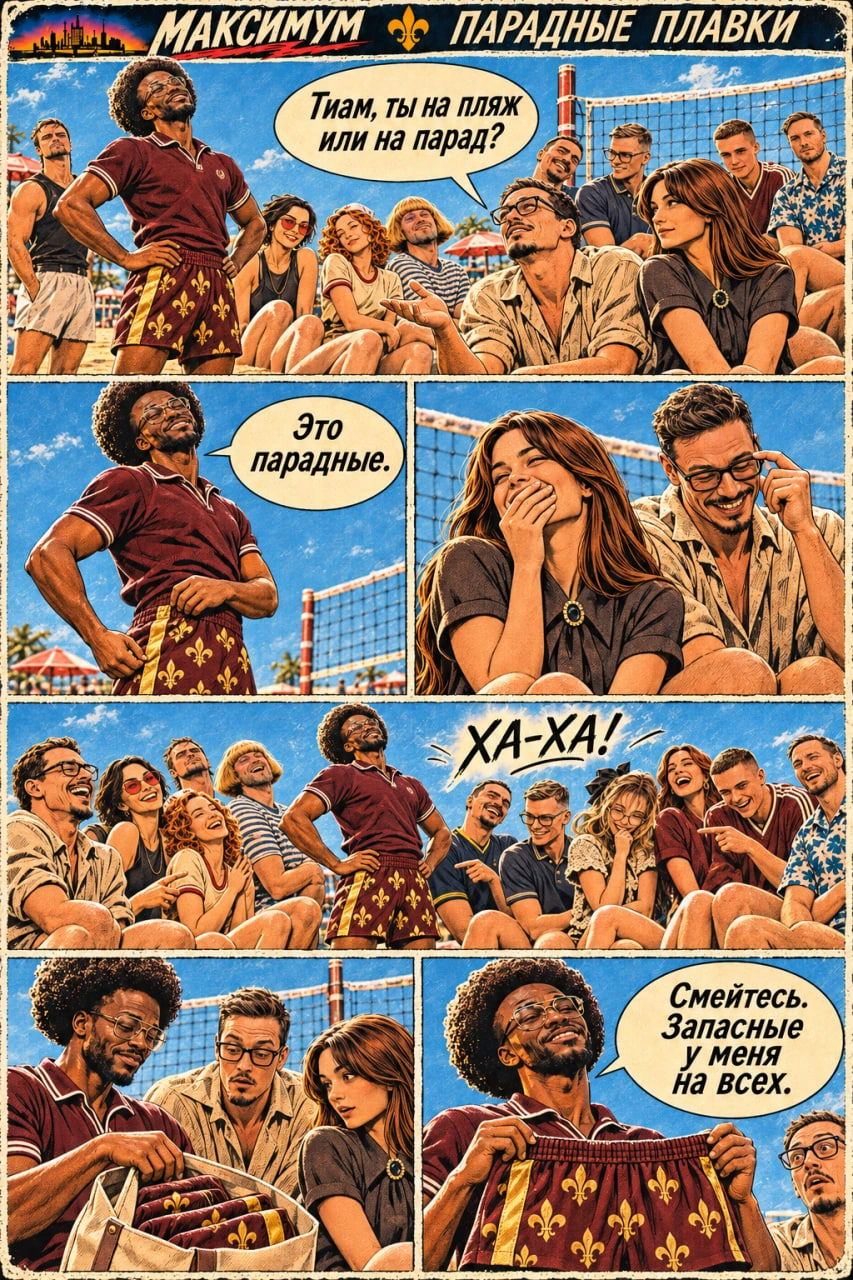 МАКСИМУМ ПАРАДНЫЕ ПЛАВКИ
Тиам, ты на пляж
или на парад?
Это
парадные.
ХА-ХА!
Смейтесь.
Запасные
у меня
на всех.